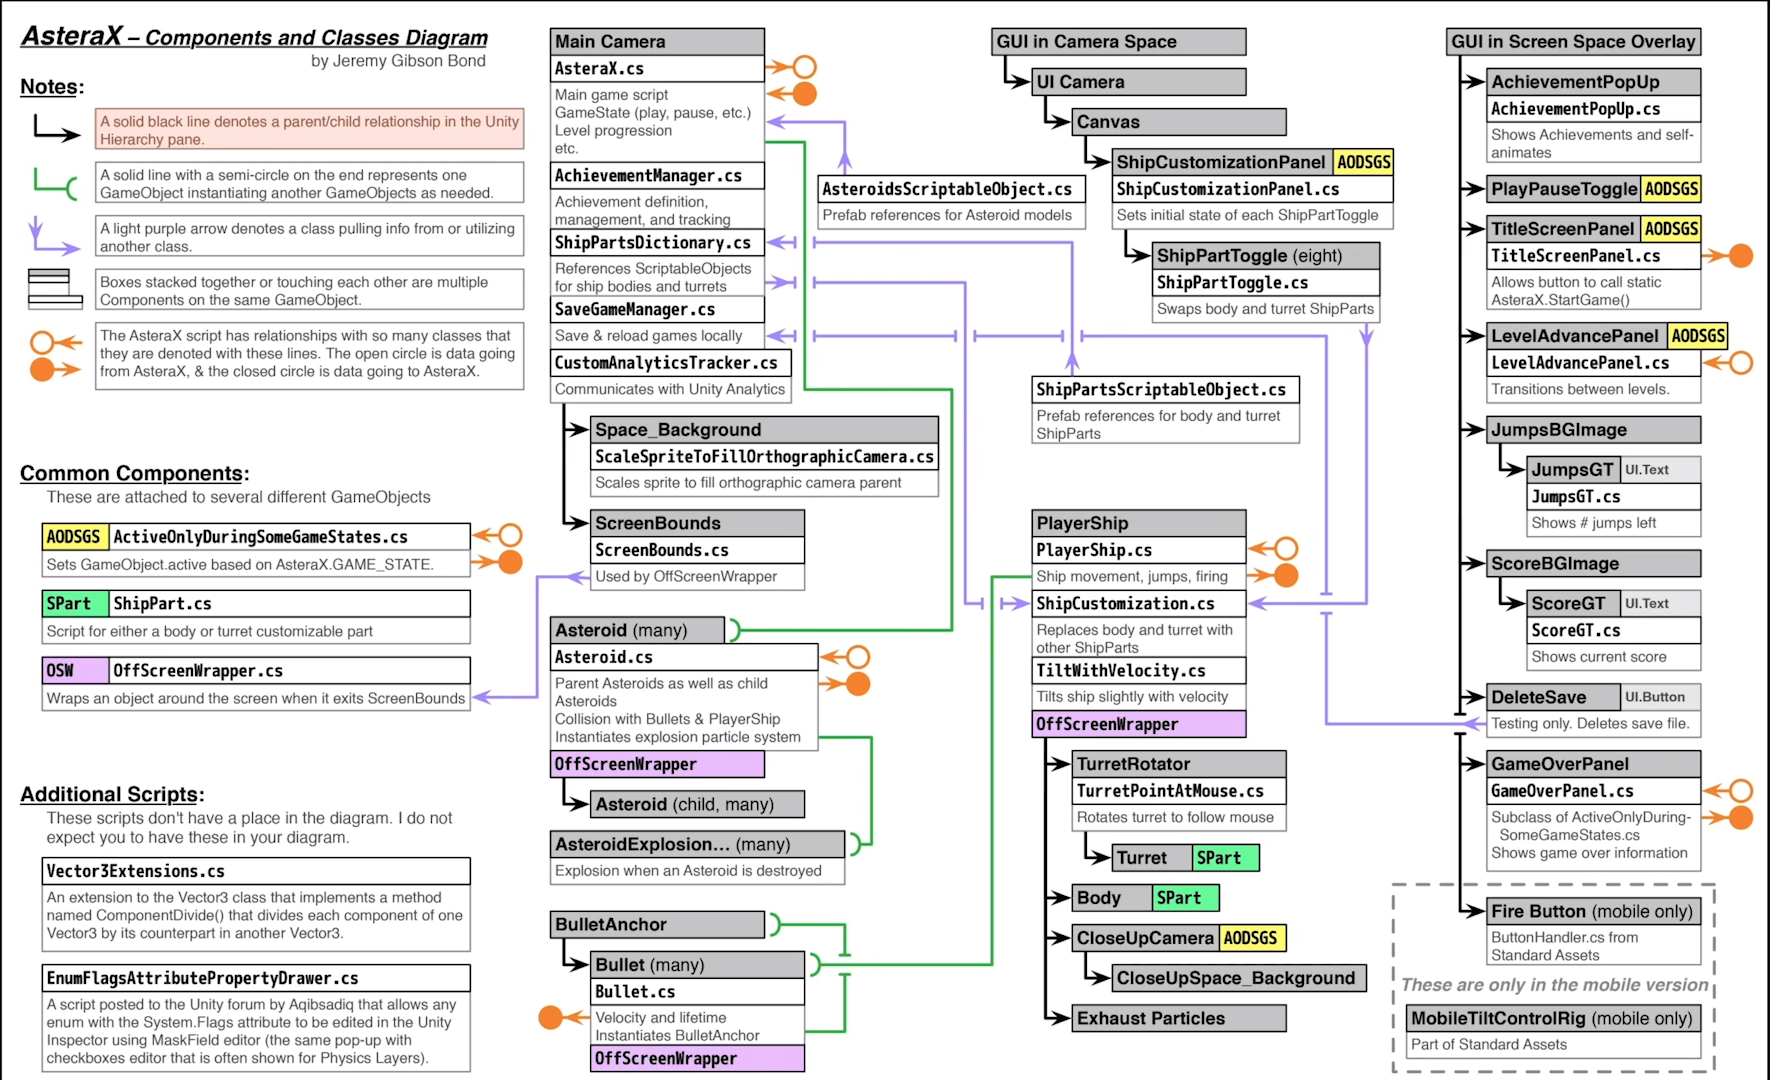 AsteraX – Components and Classes Diagram
by Jeremy Gibson Bond
Notes:
A solid black line denotes a parent/child relationship in the Unity
Hierarchy pane.
A solid line with a semi-circle on the end represents one
GameObject instantiating another GameObjects as needed.
A light purple arrow denotes a class pulling info from or utilizing
another class.
Boxes stacked together or touching each other are multiple
Components on the same GameObject.
The AsteraX script has relationships with so many classes that
they are denoted with these lines. The open circle is data going
from AsteraX, & the closed circle is data going to AsteraX.
Common Components:
These are attached to several different GameObjects
AODSGS ActiveOnlyDuringSomeGameStates.cs
Sets GameObject.active based on AsteraX.GAME_STATE.
SPart ShipPart.cs
Script for either a body or turret customizable part
OSW OffScreenWrapper.cs
Wraps an object around the screen when it exits ScreenBounds
Additional Scripts:
These scripts don't have a place in the diagram. I do not
expect you to have these in your diagram.
Vector3Extensions.cs
An extension to the Vector3 class that implements a method
named ComponentDivide() that divides each component of one
Vector3 by its counterpart in another Vector3.
EnumFlagsAttributePropertyDrawer.cs
A script posted to the Unity forum by Aqibsadiq that allows any
enum with the System.Flags attribute to be edited in the Unity
Inspector using MaskField editor (the same pop-up with
checkboxes editor that is often shown for Physics Layers).
Main Camera
AsteraX.cs
Main game script
GameState (play, pause, etc.)
Level progression
etc.
AchievementManager.cs
Achievement definition,
management, and tracking
ShipPartsDictionary.cs
References ScriptableObjects
for ship bodies and turrets
SaveGameManager.cs
Save & reload games locally
CustomAnalyticsTracker.cs
Communicates with Unity Analytics
Space_Background
ScaleSpriteToFillOrthographicCamera.cs
Scales sprite to fill orthographic camera parent
ScreenBounds
ScreenBounds.cs
Used by OffScreenWrapper
Asteroid (many)
Asteroid.cs
Parent Asteroids as well as child
Asteroids
Collision with Bullets & PlayerShip
Instantiates explosion particle system
OffScreenWrapper
Asteroid (child, many)
AsteroidExplosion... (many)
Explosion when an Asteroid is destroyed
BulletAnchor
Bullet (many)
Bullet.cs
Velocity and lifetime
Instantiates BulletAnchor
OffScreenWrapper
AsteroidsScriptableObject.cs
Prefab references for Asteroid models
GUI in Camera Space
UI Camera
Canvas
ShipCustomizationPanel AODSGS
ShipCustomizationPanel.cs
Sets initial state of each ShipPartToggle
ShipPartToggle (eight)
ShipPartToggle.cs
Swaps body and turret ShipParts
ShipPartsScriptableObject.cs
Prefab references for body and turret
ShipParts
PlayerShip
PlayerShip.cs
Ship movement, jumps, firing
ShipCustomization.cs
Replaces body and turret with
other ShipParts
TiltWithVelocity.cs
Tilts ship slightly with velocity
OffScreenWrapper
TurretRotator
TurretPointAtMouse.cs
Rotates turret to follow mouse
Turret SPart
Body SPart
CloseUpCamera AODSGS
CloseUpSpace_Background
Exhaust Particles
GUI in Screen Space Overlay
AchievementPopUp
AchievementPopUp.cs
Shows Achievements and self-
animates
PlayPauseToggle AODSGS
TitleScreenPanel AODSGS
TitleScreenPanel.cs
Allows button to call static
AsteraX.StartGame()
LevelAdvancePanel AODSGS
LevelAdvancePanel.cs
Transitions between levels.
JumpsBGImage
JumpsGT UI.Text
JumpsGT.cs
Shows # jumps left
ScoreBGImage
ScoreGT UI.Text
ScoreGT.cs
Shows current score
DeleteSave UI.Button
Testing only. Deletes save file.
GameOverPanel
GameOverPanel.cs
Subclass of ActiveOnlyDuring-
SomeGameStates.cs
Shows game over information
Fire Button (mobile only)
ButtonHandler.cs from
Standard Assets
These are only in the mobile version
MobileTiltControlRig (mobile only)
Part of Standard Assets